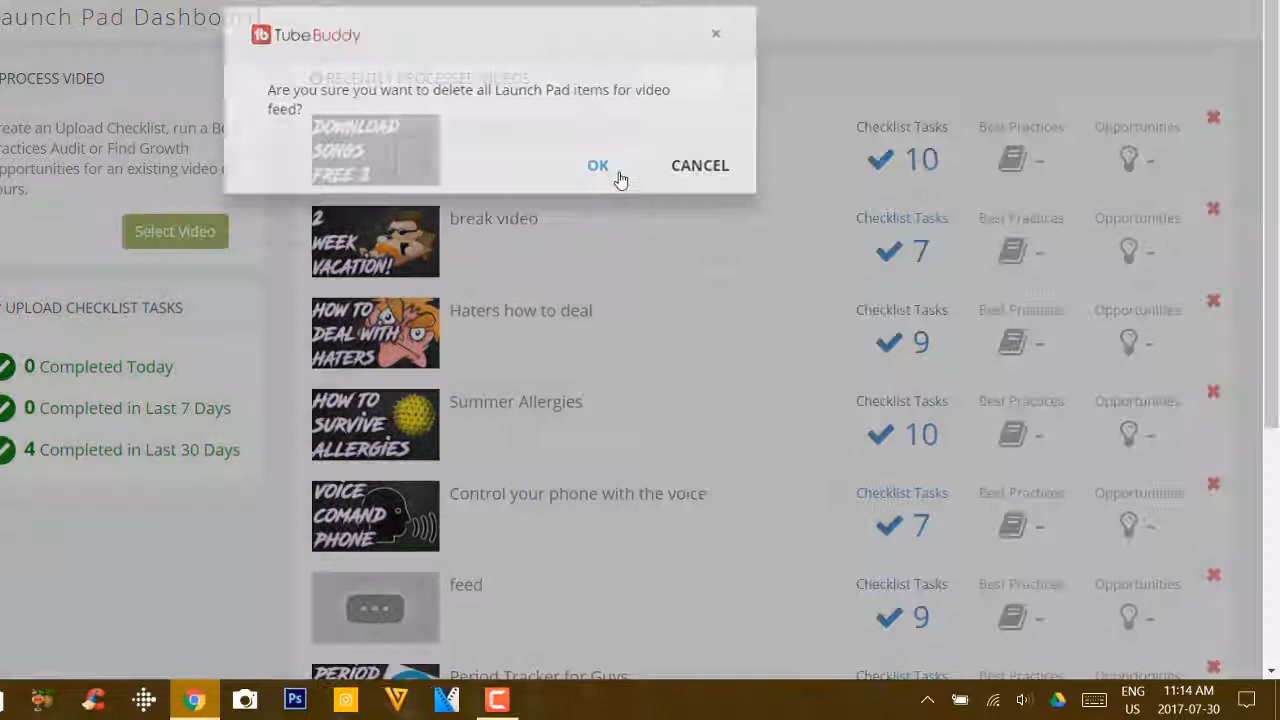 aunch Pad Dashbo
TubeBuddy
×
PROCESS VIDEO
RECENTLY PROCESSED VIDEOS
Are you sure you want to delete all Launch Pad items for video
feed?
reate an Upload Checklist, run a Be
ractices Audit or Find Growth
pportunities for an existing video o
ours.
Select Video
OK
CANCEL
DOWNLOAD
SONGS
FREE 3
Checklist Tasks
10
Best Practices
-
Opportunities
-
2
WEEK
VACATION!
break video
Checklist Tasks
7
Best Practices
-
Opportunities
-
UPLOAD CHECKLIST TASKS
0 Completed Today
0 Completed in Last 7 Days
4 Completed in Last 30 Days
HOW TO
DEAL WITH
HATERS
Haters how to deal
Checklist Tasks
9
Best Practices
-
Opportunities
-
HOW TO
SURVIVE
ALLERGIES
Summer Allergies
Checklist Tasks
10
Best Practices
-
Opportunities
-
VOICE
COMAND
PHONE
Control your phone with the voice
Checklist Tasks
7
Best Practices
-
Opportunities
-
feed
Checklist Tasks
9
Best Practices
-
Opportunities
-
PERIOD
Period Tracker for Guys
Ps
ENG
US
11:14 AM
2017-07-30